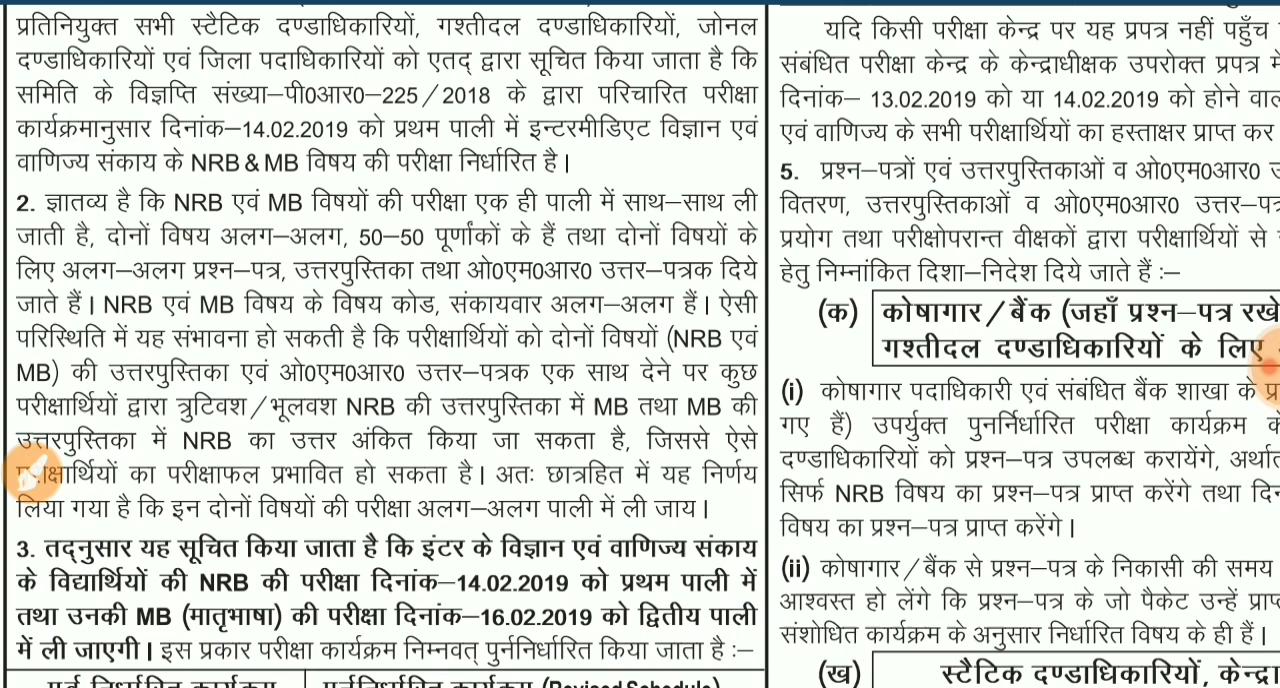 प्रतिनियुक्त सभी स्टैटिक दण्डाधिकारियों, गश्तीदल दण्डाधिकारियों, जोनल
दण्डाधिकारियों एवं जिला पदाधिकारियों को एतद् द्वारा सूचित किया जाता है कि
समिति के विज्ञप्ति संख्या–पी0आर0–225/2018 के द्वारा परिचारित परीक्षा
कार्यक्रमानुसार दिनांक–14.02.2019 को प्रथम पाली में इन्टरमीडिएट विज्ञान एवं
वाणिज्य संकाय के NRB & MB विषय की परीक्षा निर्धारित है।
2. ज्ञातव्य है कि NRB एवं MB विषयों की परीक्षा एक ही पाली में साथ–साथ ली
जाती है, दोनों विषय अलग–अलग, 50–50 पूर्णांकों के हैं तथा दोनों विषयों के
लिए अलग–अलग प्रश्न–पत्र, उत्तरपुस्तिका तथा ओ0एम0आर0 उत्तर–पत्रक दिये
जाते हैं। NRB एवं MB विषय के विषय कोड, संकायवार अलग–अलग हैं। ऐसी
परिस्थिति में यह संभावना हो सकती है कि परीक्षार्थियों को दोनों विषयों (NRB एवं
MB) की उत्तरपुस्तिका एवं ओ0एम0आर0 उत्तर–पत्रक एक साथ देने पर कुछ
परीक्षार्थियों द्वारा त्रुटिवश/भूलवश NRB की उत्तरपुस्तिका में MB तथा MB की
उत्तरपुस्तिका में NRB का उत्तर अंकित किया जा सकता है, जिससे ऐसे
परीक्षार्थियों का परीक्षाफल प्रभावित हो सकता है। अतः छात्रहित में यह निर्णय
लिया गया है कि इन दोनों विषयों की परीक्षा अलग–अलग पाली में ली जाय।
3. तद्नुसार यह सूचित किया जाता है कि इंटर के विज्ञान एवं वाणिज्य संकाय
के विद्यार्थियों की NRB की परीक्षा दिनांक–14.02.2019 को प्रथम पाली में
तथा उनकी MB (मातृभाषा) की परीक्षा दिनांक–16.02.2019 को द्वितीय पाली
में ली जाएगी। इस प्रकार परीक्षा कार्यक्रम निम्नवत् पुर्ननिर्धारित किया जाता है :–
यदि किसी परीक्षा केन्द्र पर यह प्रपत्र नहीं पहुँच
संबंधित परीक्षा केन्द्र के केन्द्राधीक्षक उपरोक्त प्रपत्र
दिनांक– 13.02.2019 को या 14.02.2019 को होने
एवं वाणिज्य के सभी परीक्षार्थियों का हस्ताक्षर प्राप्त कर
5. प्रश्न–पत्रों एवं उत्तरपुस्तिकाओं व ओ0एम0आर0
वितरण, उत्तरपुस्तिकाओं व ओ0एम0आर0 उत्तर–पत्र
प्रयोग तथा परीक्षोपरान्त वीक्षकों द्वारा परीक्षार्थियों से
हेतु निम्नांकित दिशा–निदेश दिये जाते हैं :–
(क) कोषागार/बैंक (जहाँ प्रश्न–पत्र रखे
गश्तीदल दण्डाधिकारियों के लिए
(i) कोषागार पदाधिकारी एवं संबंधित बैंक शाखा के
गए हैं) उपर्युक्त पुनर्निर्धारित परीक्षा कार्यक्रम
दण्डाधिकारियों को प्रश्न–पत्र उपलब्ध करायेंगे, अर्थात
सिर्फ NRB विषय का प्रश्न–पत्र प्राप्त करेंगे तथा
विषय का प्रश्न–पत्र प्राप्त करेंगे।
(ii) कोषागार/बैंक से प्रश्न–पत्र के निकासी की समय
आश्वस्त हो लेंगे कि प्रश्न–पत्र के जो पैकेट उन्हें
संशोधित कार्यक्रम के अनुसार निर्धारित विषय के ही हैं।
(ख) स्टैटिक दण्डाधिकारियों,